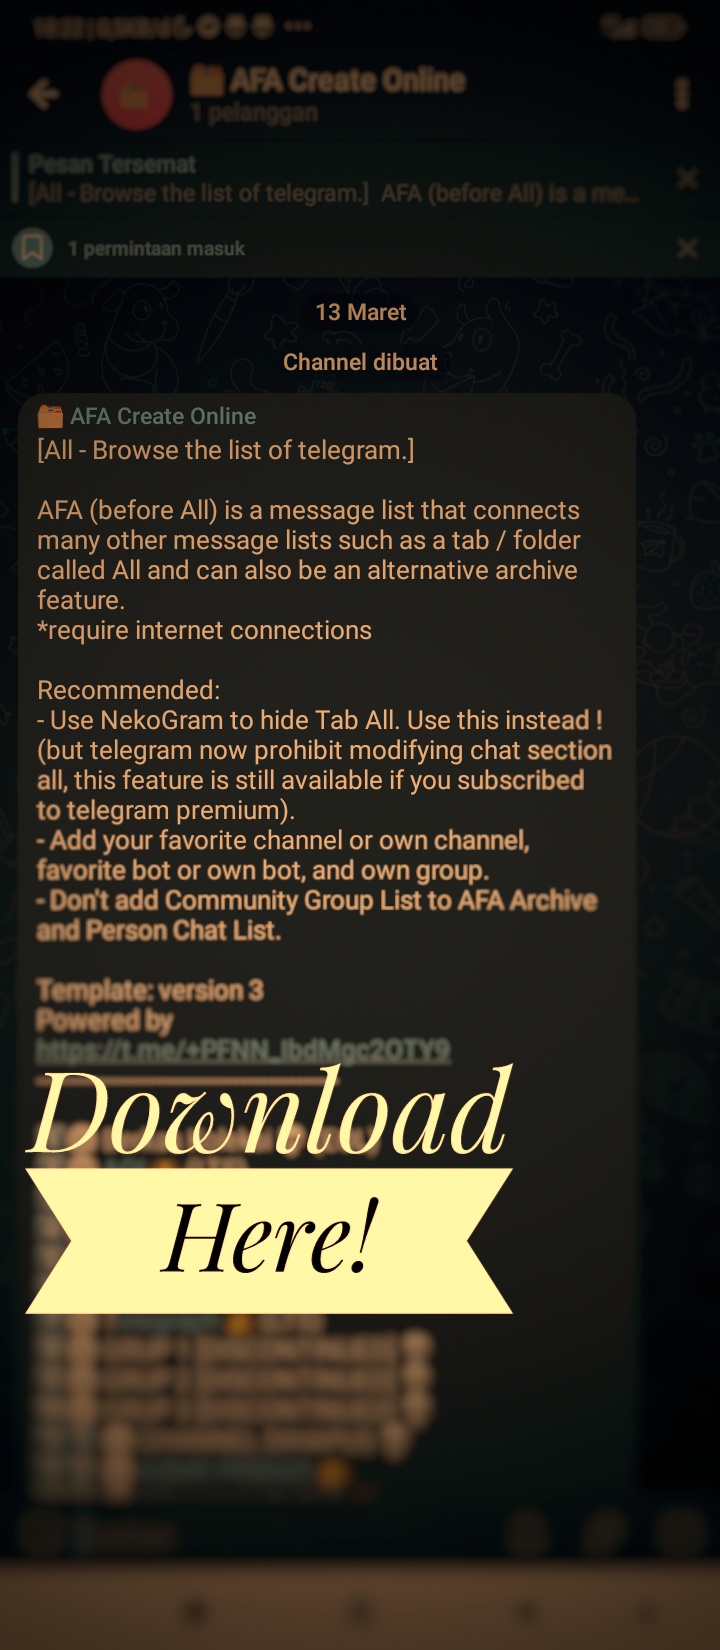 AFA Create Online
1 pelanggan
Pesan Tersemat
[All - Browse the list of telegram.] AFA (before All) is a me...
1 permintaan masuk
13 Maret
Channel dibuat
AFA Create Online
[All - Browse the list of telegram.]
AFA (before All) is a message list that connects
many other message lists such as a tab / folder
called All and can also be an alternative archive
feature.
*require internet connections
Recommended:
- Use NekoGram to hide Tab All. Use this instead !
(but telegram now prohibit modifying chat section
all, this feature is still available if you subscribed
to telegram premium).
- Add your favorite channel or own channel,
favorite bot or own bot, and own group.
- Don't add Community Group List to AFA Archive
and Person Chat List.
Template: version 3
Powered by
Download
Here!